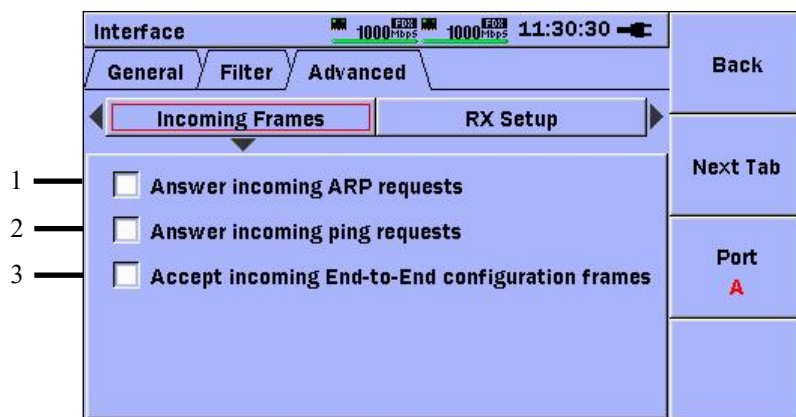 Interface 1000 FDX Mbps 1000 FDX Mbps 11:30:30
General Filter Advanced
Incoming Frames RX Setup
1 Answer incoming ARP requests
2 Answer incoming ping requests
3 Accept incoming End-to-End configuration frames
Back
Next Tab
Port
A